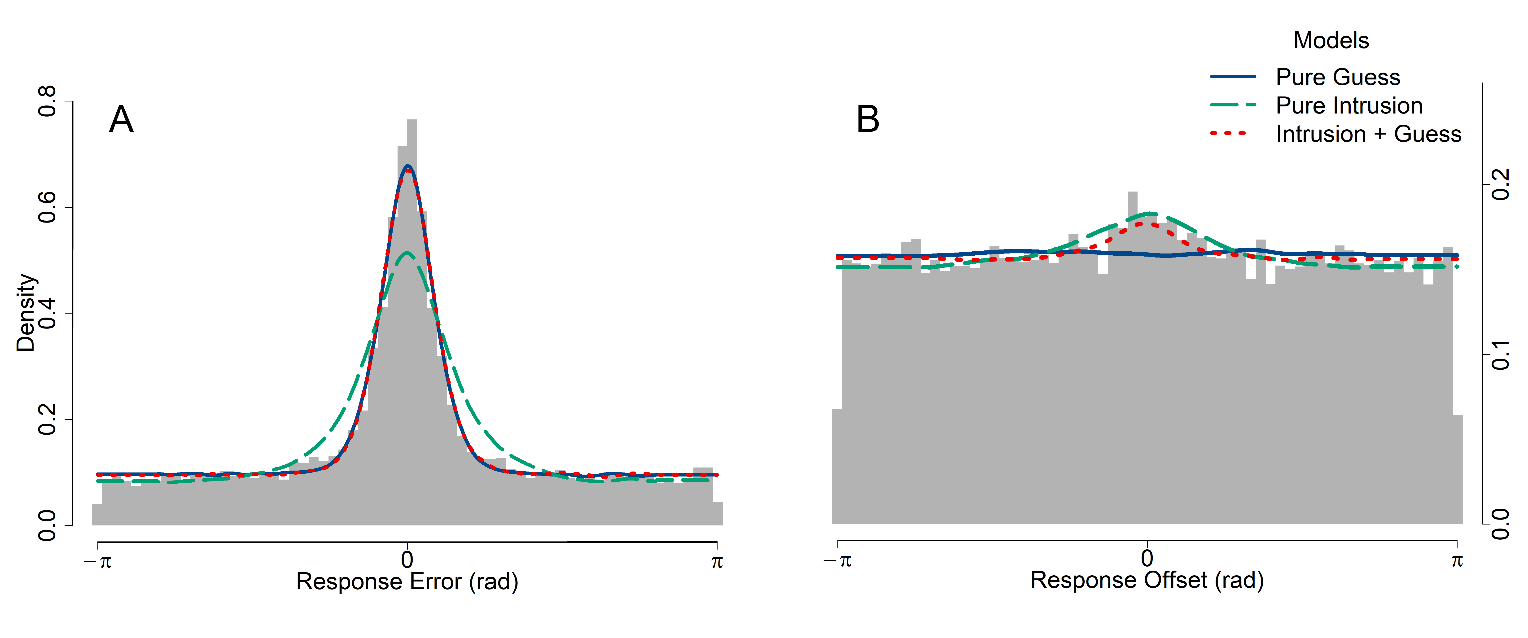 A
Density
0.0
0.2
0.4
0.6
0.8
−π
0
π
Response Error (rad)
B
Models
Pure Guess
Pure Intrusion
Intrusion + Guess
0.0
0.1
0.2
−π
0
π
Response Offset (rad)